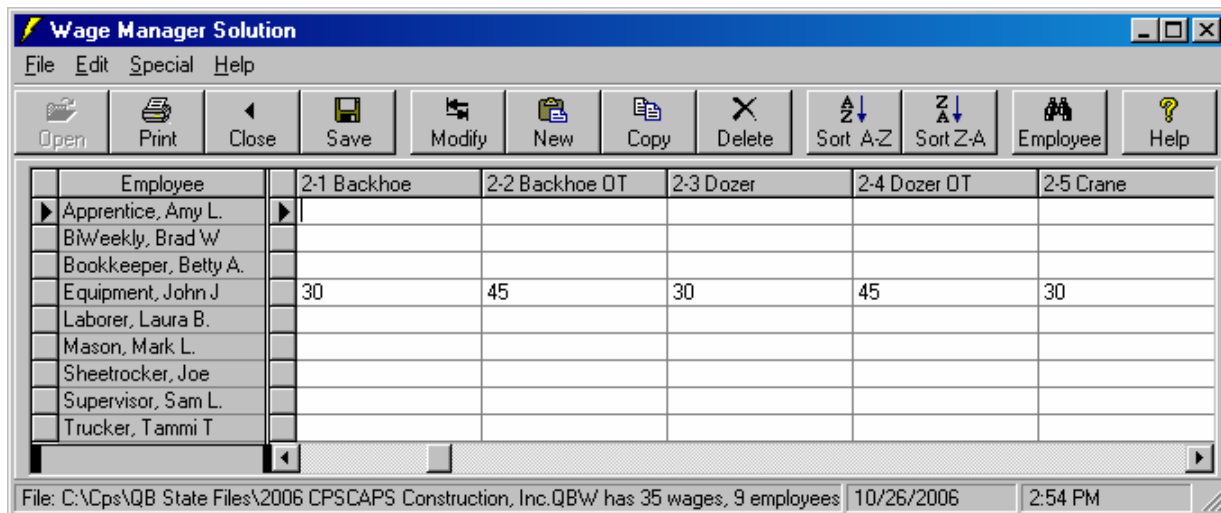 Wage Manager Solution
File Edit Special Help
Open Print Close Save Modify New Copy Delete Sort A-Z Sort Z-A Employee Help
Employee 2-1 Backhoe 2-2 Backhoe OT 2-3 Dozer 2-4 Dozer OT 2-5 Crane
Apprentice, Amy L.
BiWeekly, Brad W
Bookkeeper, Betty A.
Equipment, John J 30 45 30 45 30
Laborer, Laura B.
Mason, Mark L.
Sheetrocker, Joe
Supervisor, Sam L.
Trucker, Tammi T
File: C:\Cps\QB State Files\2006 CPSCAPS Construction, Inc.QBW has 35 wages, 9 employees 10/26/2006 2:54 PM